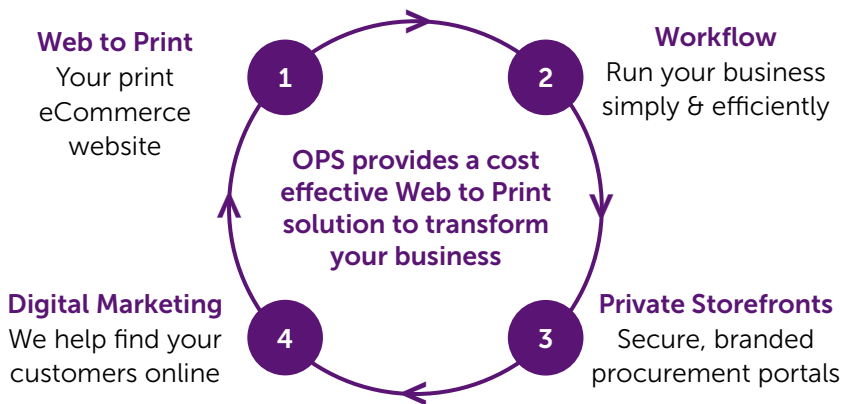 Web to Print
Your print
eCommerce
website
1
2
Workflow
Run your business
simply & efficiently
OPS provides a cost
effective Web to Print
solution to transform
your business
Digital Marketing
We help find your
customers online
4
3
Private Storefronts
Secure, branded
procurement portals